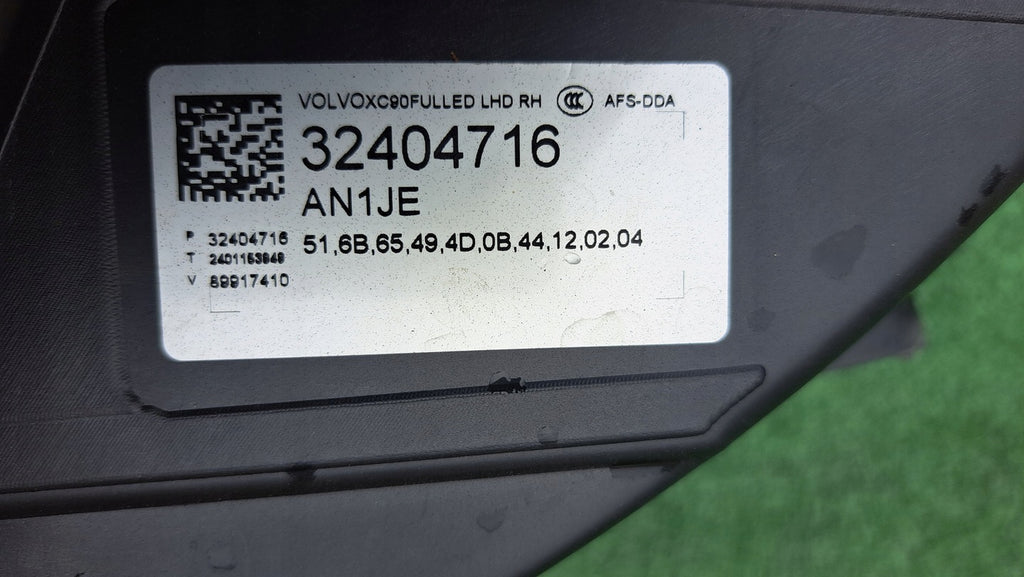 VOLVOXC90FULLED LHD RH CCC AFS-DDA
32404716
AN1JE
P 32404716
51,6B,65,49,4D,0B,44,12,02,04
T
V 89917410